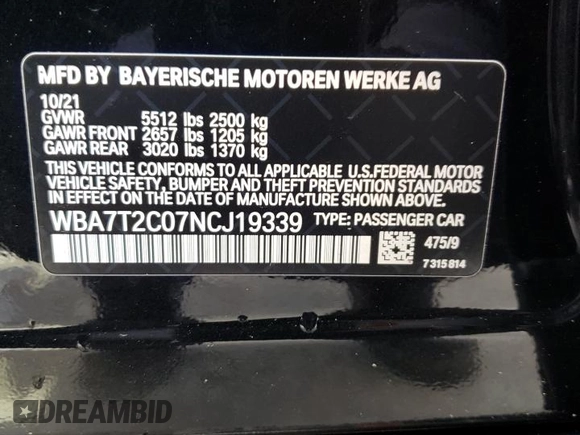 MFD BY BAYERISCHE MOTOREN WERKE AG
10/21
GVWR 5512 lbs 2500 kg
GAWR FRONT 2657 lbs 1205 kg
GAWR REAR 3020 lbs 1370 kg
THIS VEHICLE CONFORMS TO ALL APPLICABLE U.S.FEDERAL MOTOR
VEHICLE SAFETY, BUMPER AND THEFT PREVENTION STANDARDS
IN EFFECT ON THE DATE OF MANUFACTURE SHOWN ABOVE.
WBA7T2C07NCJ19339 TYPE: PASSENGER CAR
475/9
7 315 814
DREAMBID